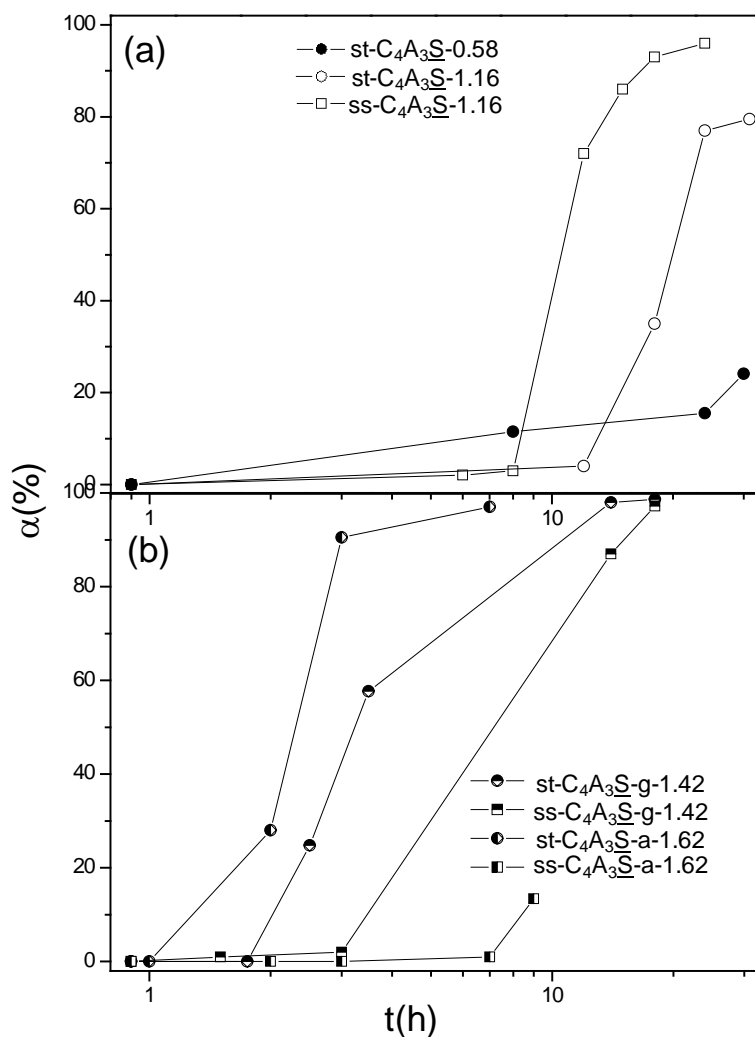 (a)
st-C₄A₃S-0.58
st-C₄A₃S-1.16
ss-C₄A₃S-1.16
100
80
60
40
20
0
1
10
α(%)
(b)
100
80
60
40
20
0
st-C₄A₃S-g-1.42
ss-C₄A₃S-g-1.42
st-C₄A₃S-a-1.62
ss-C₄A₃S-a-1.62
1
10
t(h)